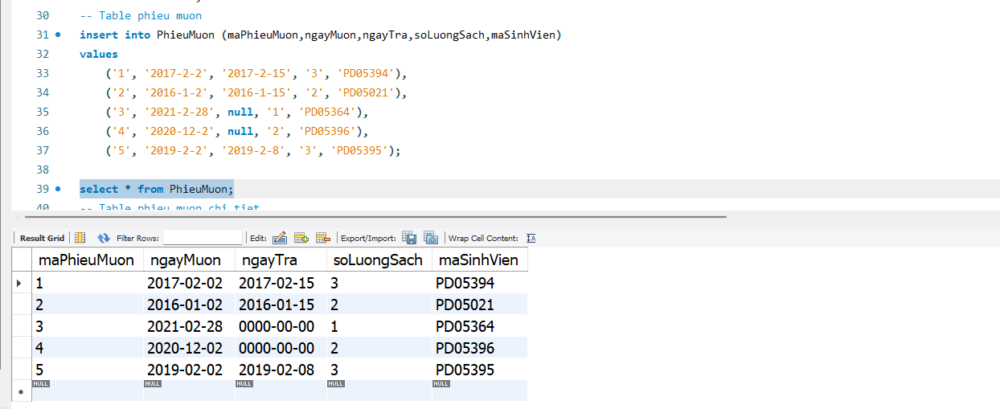 30 -- Table phieu muon
31 insert into PhieuMuon (maPhieuMuon,ngayMuon,ngayTra,soLuongSach,maSinhVien)
32 values
33 ('1', '2017-2-2', '2017-2-15', '3', 'PD05394'),
34 ('2', '2016-1-2', '2016-1-15', '2', 'PD05021'),
35 ('3', '2021-2-28', null, '1', 'PD05364'),
36 ('4', '2020-12-2', null, '2', 'PD05396'),
37 ('5', '2019-2-2', '2019-2-8', '3', 'PD05395');
38
39 select * from PhieuMuon;
40 -- Table phieu muon chi tiet
Result Grid Filter Rows: Edit: Export/Import: Wrap Cell Content: IA
maPhieuMuon ngayMuon ngayTra soLuongSach maSinhVien
1 2017-02-02 2017-02-15 3 PD05394
2 2016-01-02 2016-01-15 2 PD05021
3 2021-02-28 0000-00-00 1 PD05364
4 2020-12-02 0000-00-00 2 PD05396
5 2019-02-02 2019-02-08 3 PD05395
NULL NULL NULL NULL NULL